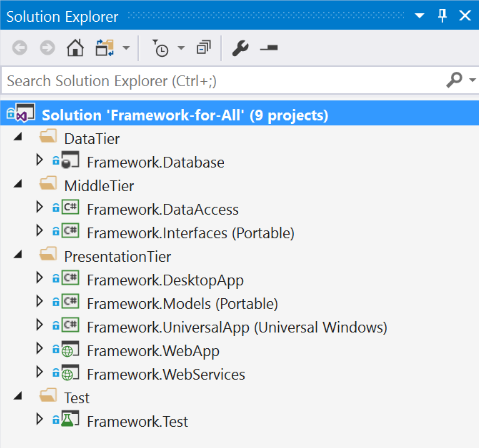 Solution Explorer
Search Solution Explorer (Ctrl+;)
Solution 'Framework-for-All' (9 projects)
DataTier
Framework.Database
MiddleTier
C# Framework.DataAccess
C# Framework.Interfaces (Portable)
PresentationTier
C# Framework.DesktopApp
C# Framework.Models (Portable)
C# Framework.UniversalApp (Universal Windows)
Framework.WebApp
Framework.WebServices
Test
Framework.Test